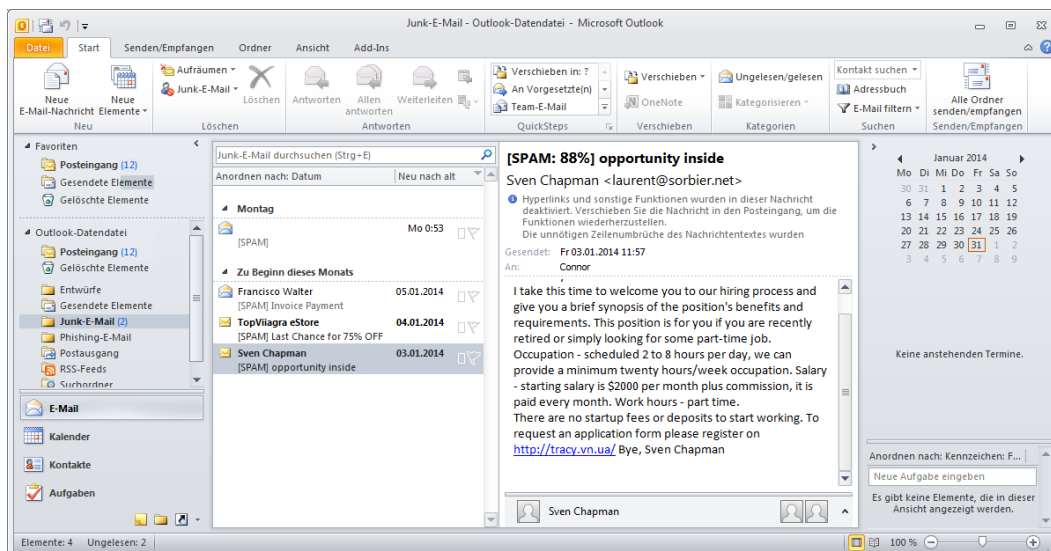 Junk-E-Mail - Outlook-Datendatei - Microsoft Outlook
Datei Start Senden/Empfangen Ordner Ansicht Add-Ins
Neue E-Mail-Nachricht
Neue Elemente
Neu
Aufräumen
Junk-E-Mail
Löschen
Löschen
Antworten
Allen antworten
Weiterleiten
Antworten
Verschieben in: ?
An Vorgesetzte(n)
Team-E-Mail
QuickSteps
Verschieben
OneNote
Verschieben
Ungelesen/gelesen
Kategorisieren
Kategorien
Kontakt suchen
Adressbuch
E-Mail filtern
Suchen
Alle Ordner
senden/empfangen
Senden/Empfangen
Favoriten
Posteingang (12)
Gesendete Elemente
Gelöschte Elemente
Outlook-Datendatei
Posteingang (12)
Gelöschte Elemente
Entwürfe
Gesendete Elemente
Junk-E-Mail (2)
Phishing-E-Mail
Postausgang
RSS-Feeds
Suchordner
E-Mail
Kalender
Kontakte
Aufgaben
Junk-E-Mail durchsuchen (Strg+E)
Anordnen nach: Datum Neu nach alt
Montag
Mo 0:53
[SPAM]
Zu Beginn dieses Monats
Francisco Walter 05.01.2014
[SPAM] Invoice Payment
TopViiagra eStore 04.01.2014
[SPAM] Last Chance for 75% OFF
Sven Chapman 03.01.2014
[SPAM] opportunity inside
[SPAM: 88%] opportunity inside
Sven Chapman <laurent@sorbier.net>
Hyperlinks und sonstige Funktionen wurden in dieser Nachricht
deaktiviert. Verschieben Sie die Nachricht in den Posteingang, um die
Funktionen wiederherzustellen.
Die unnötigen Zeilenumbrüche des Nachrichtentextes wurden
Gesendet: Fr 03.01.2014 11:57
An: Connor
I take this time to welcome you to our hiring process and
give you a brief synopsis of the position's benefits and
requirements. This position is for you if you are recently
retired or simply looking for some part-time job.
Occupation - scheduled 2 to 8 hours per day, we can
provide a minimum twenty hours/week occupation. Salary
- starting salary is $2000 per month plus commission, it is
paid every month. Work hours - part time.
There are no startup fees or deposits to start working. To
request an application form please register on
http://tracy.vn.ua/ Bye, Sven Chapman
Sven Chapman
Januar 2014
Mo Di Mi Do Fr Sa So
30 31 1 2 3 4 5
6 7 8 9 10 11 12
13 14 15 16 17 18 19
20 21 22 23 24 25 26
27 28 29 30 31 1 2
3 4 5 6 7 8 9
Keine anstehenden Termine.
Anordnen nach: Kennzeichen: F...
Neue Aufgabe eingeben
Es gibt keine Elemente, die in dieser
Ansicht angezeigt werden.
Elemente: 4 Ungelesen: 2
100 %